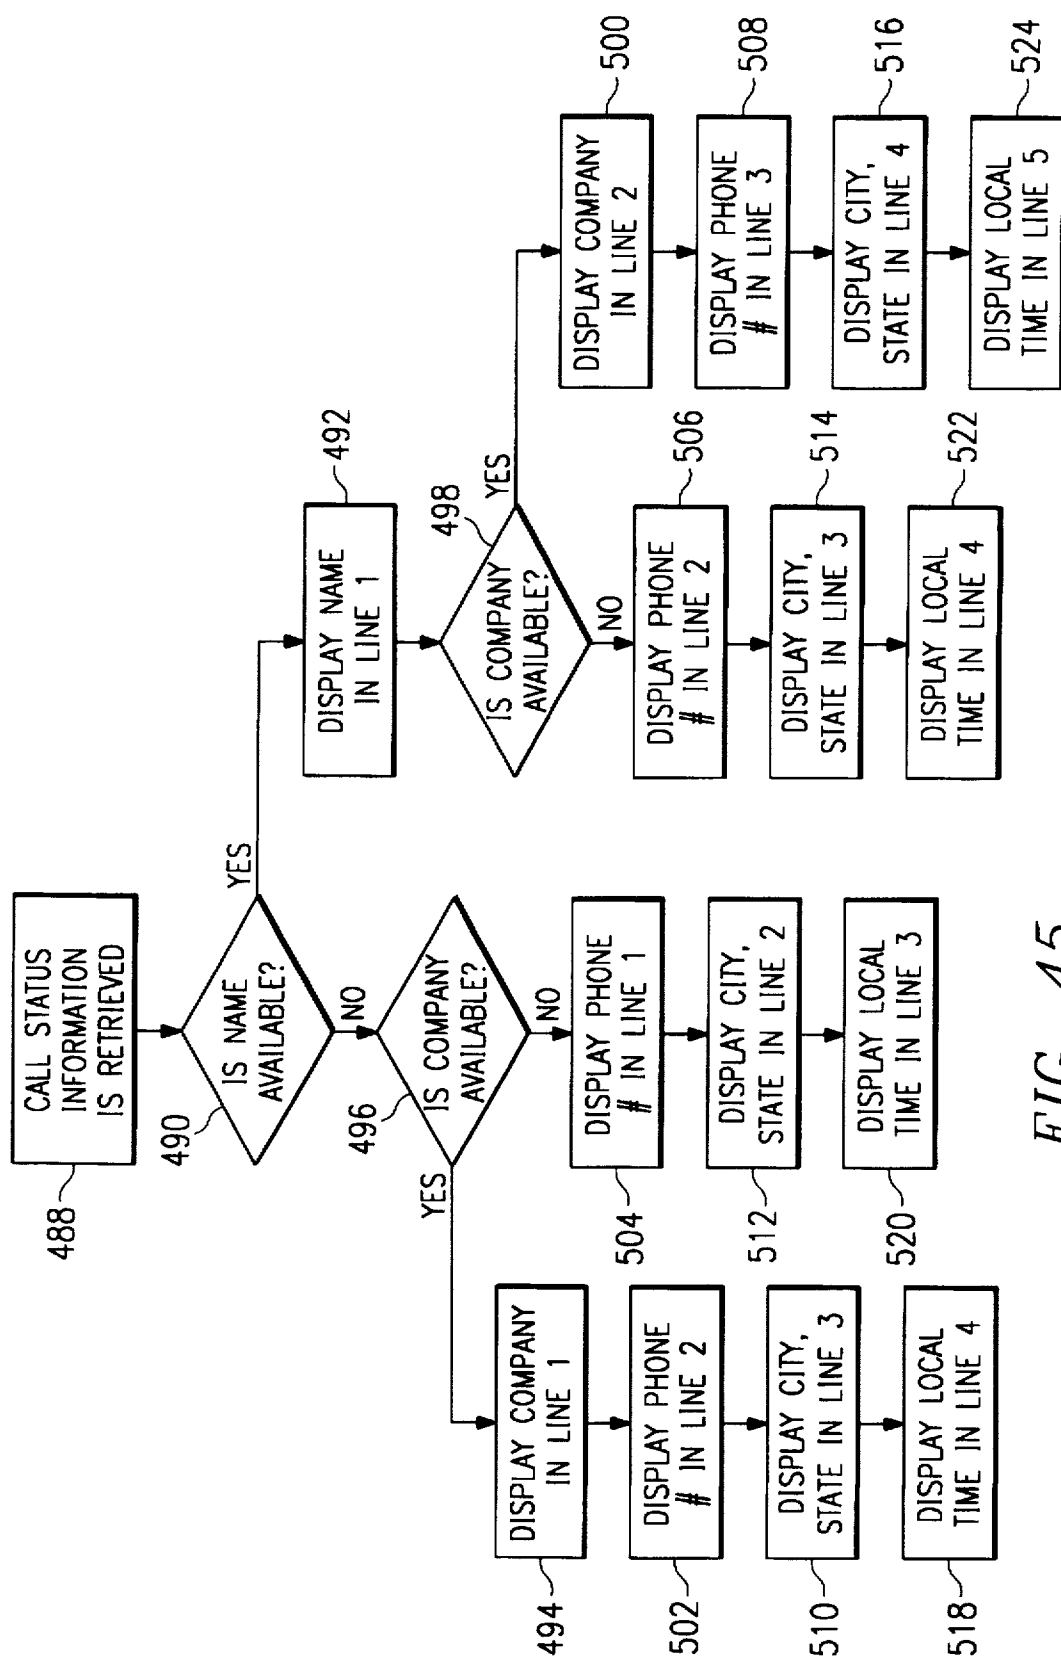 CALL STATUS
INFORMATION
IS RETRIEVED
488
IS NAME
AVAILABLE?
490
YES
NO
DISPLAY NAME
IN LINE 1
492
IS COMPANY
AVAILABLE?
496
YES
NO
IS COMPANY
AVAILABLE?
498
YES
NO
DISPLAY COMPANY
IN LINE 1
494
DISPLAY PHONE
# IN LINE 2
502
DISPLAY CITY,
STATE IN LINE 3
510
DISPLAY LOCAL
TIME IN LINE 4
518
DISPLAY PHONE
# IN LINE 1
504
DISPLAY CITY,
STATE IN LINE 2
512
DISPLAY LOCAL
TIME IN LINE 3
520
DISPLAY PHONE
# IN LINE 2
506
DISPLAY CITY,
STATE IN LINE 3
514
DISPLAY LOCAL
TIME IN LINE 4
522
DISPLAY COMPANY
IN LINE 2
500
DISPLAY PHONE
# IN LINE 3
508
DISPLAY CITY,
STATE IN LINE 4
516
DISPLAY LOCAL
TIME IN LINE 5
524
FIG. 45